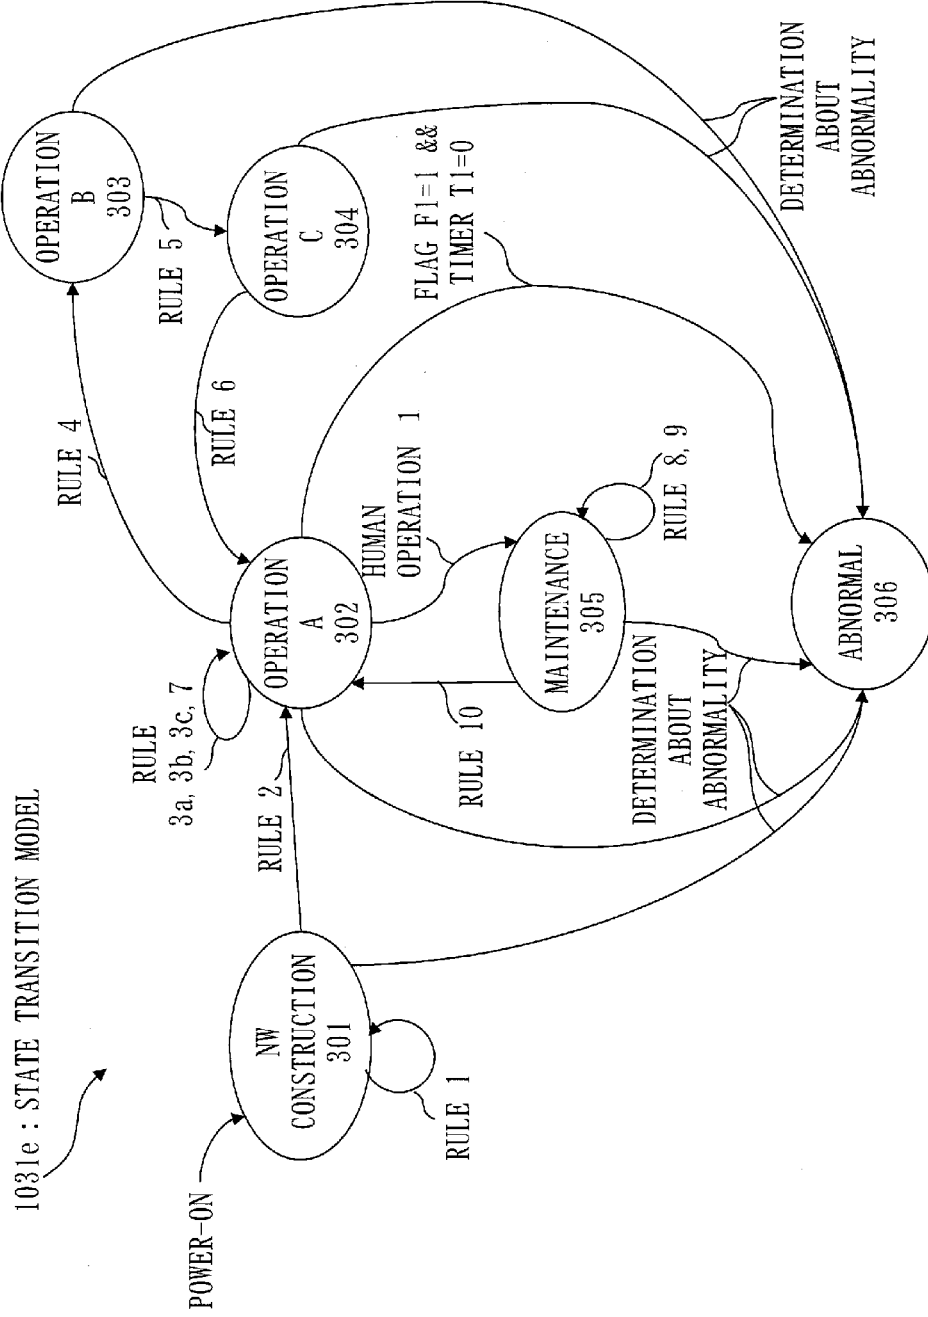 1031e : STATE TRANSITION MODEL
POWER-ON
NW
CONSTRUCTION
301
RULE 1
RULE 2
RULE
3a, 3b, 3c, 7
OPERATION
A
302
RULE 4
OPERATION
B
303
RULE 5
OPERATION
C
304
RULE 6
HUMAN
OPERATION 1
FLAG F1=1 &&
TIMER T1=0
RULE 10
MAINTENANCE
305
RULE 8, 9
DETERMINATION
ABOUT
ABNORMALITY
ABNORMAL
306
DETERMINATION
ABOUT
ABNORMALITY